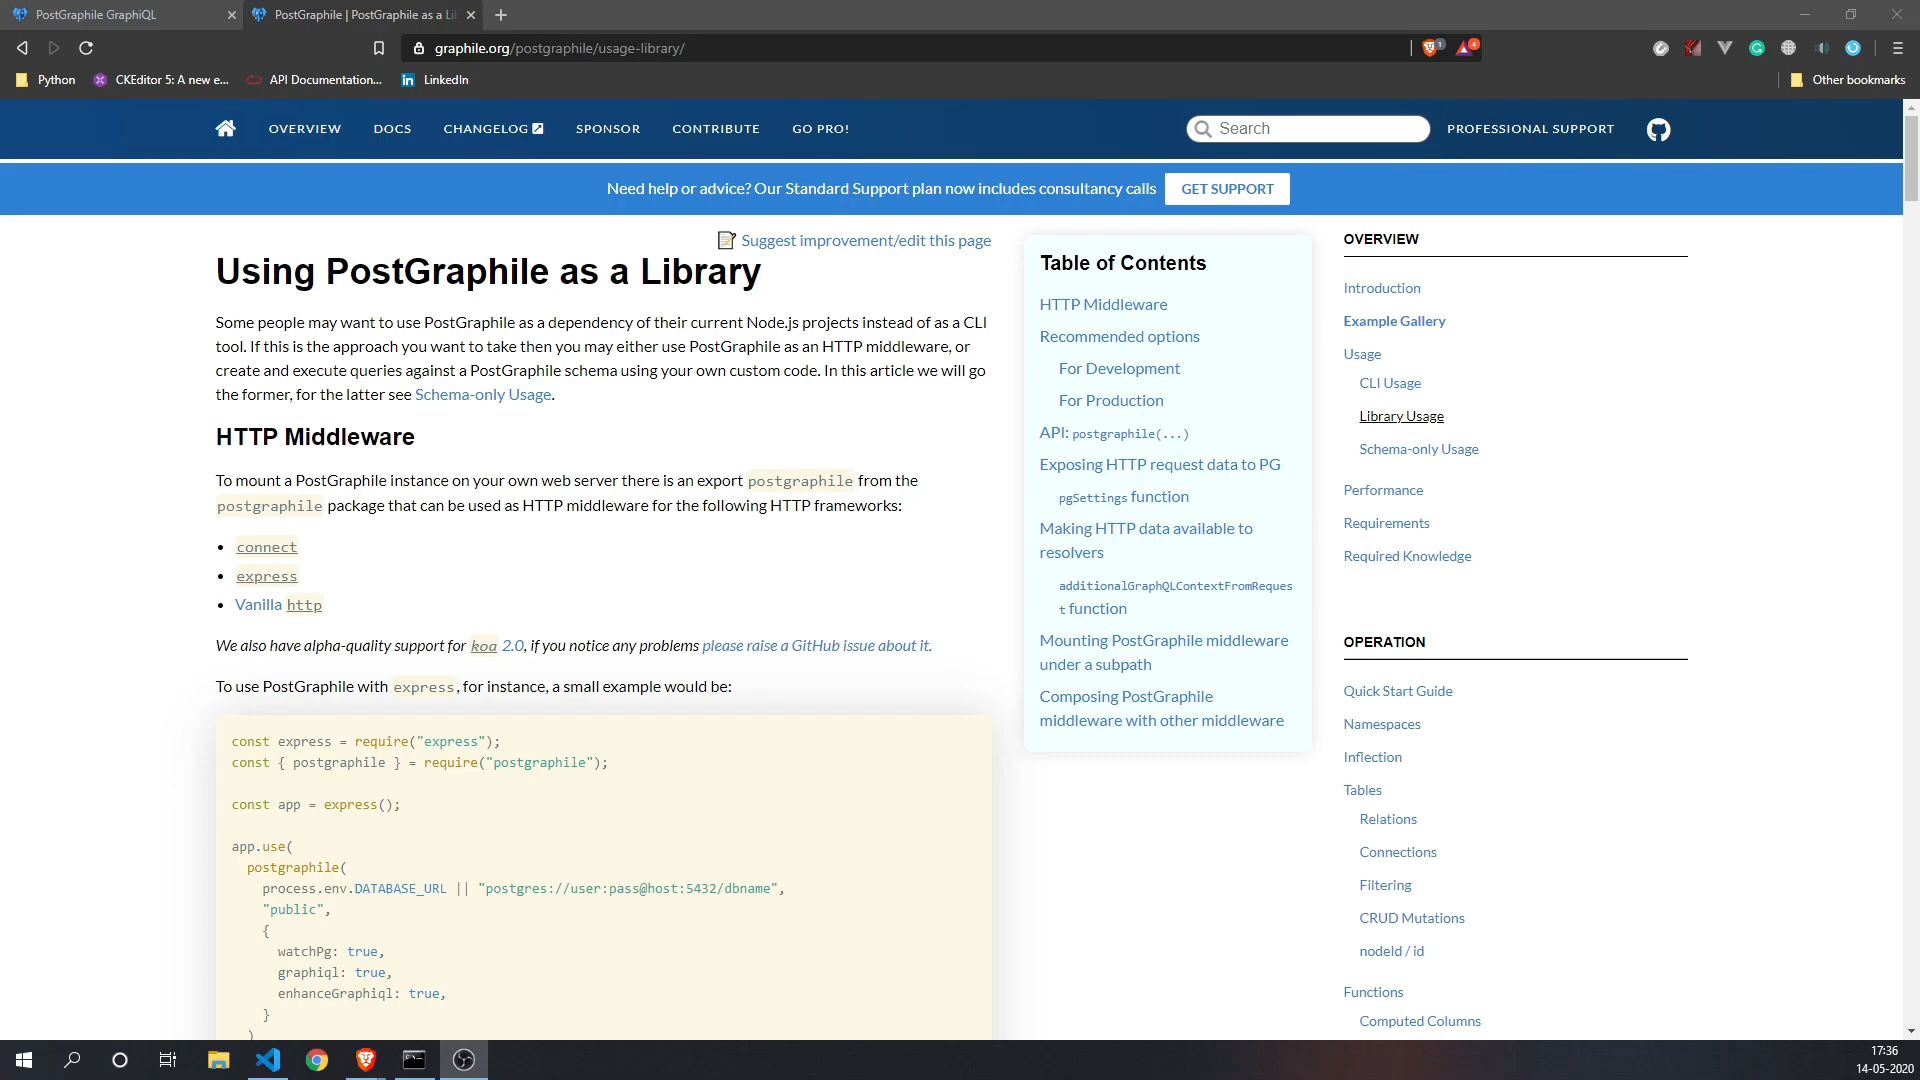 PostGraphile GraphiQL
PostGraphile | PostGraphile as a Lib
graphile.org/postgraphile/usage-library/
1
4
Python
CKEditor 5: A new e...
API Documentation...
LinkedIn
Other bookmarks
OVERVIEW
DOCS
CHANGELOG
SPONSOR
CONTRIBUTE
GO PRO!
Search
PROFESSIONAL SUPPORT
Need help or advice? Our Standard Support plan now includes consultancy calls
GET SUPPORT
Suggest improvement/edit this page
Using PostGraphile as a Library
Some people may want to use PostGraphile as a dependency of their current Node.js projects instead of as a CLI
tool. If this is the approach you want to take then you may either use PostGraphile as an HTTP middleware, or
create and execute queries against a PostGraphile schema using your own custom code. In this article we will go
the former, for the latter see Schema-only Usage.
HTTP Middleware
To mount a PostGraphile instance on your own web server there is an export postgraphile from the
postgraphile package that can be used as HTTP middleware for the following HTTP frameworks:
• connect
• express
• Vanilla http
We also have alpha-quality support for koa 2.0, if you notice any problems please raise a GitHub issue about it.
To use PostGraphile with express, for instance, a small example would be:
const express = require("express");
const { postgraphile } = require("postgraphile");
const app = express();
app.use(
postgraphile(
process.env.DATABASE_URL || "postgres://user:pass@host:5432/dbname",
"public",
{
watchPg: true,
graphiql: true,
enhanceGraphiql: true,
}
)
Table of Contents
HTTP Middleware
Recommended options
For Development
For Production
API: postgraphile(...)
Exposing HTTP request data to PG
pgSettings function
Making HTTP data available to
resolvers
additionalGraphQLContextFromReques
t function
Mounting PostGraphile middleware
under a subpath
Composing PostGraphile
middleware with other middleware
OVERVIEW
Introduction
Example Gallery
Usage
CLI Usage
Library Usage
Schema-only Usage
Performance
Requirements
Required Knowledge
OPERATION
Quick Start Guide
Namespaces
Inflection
Tables
Relations
Connections
Filtering
CRUD Mutations
nodeId / id
Functions
Computed Columns
17:36
14-05-2020